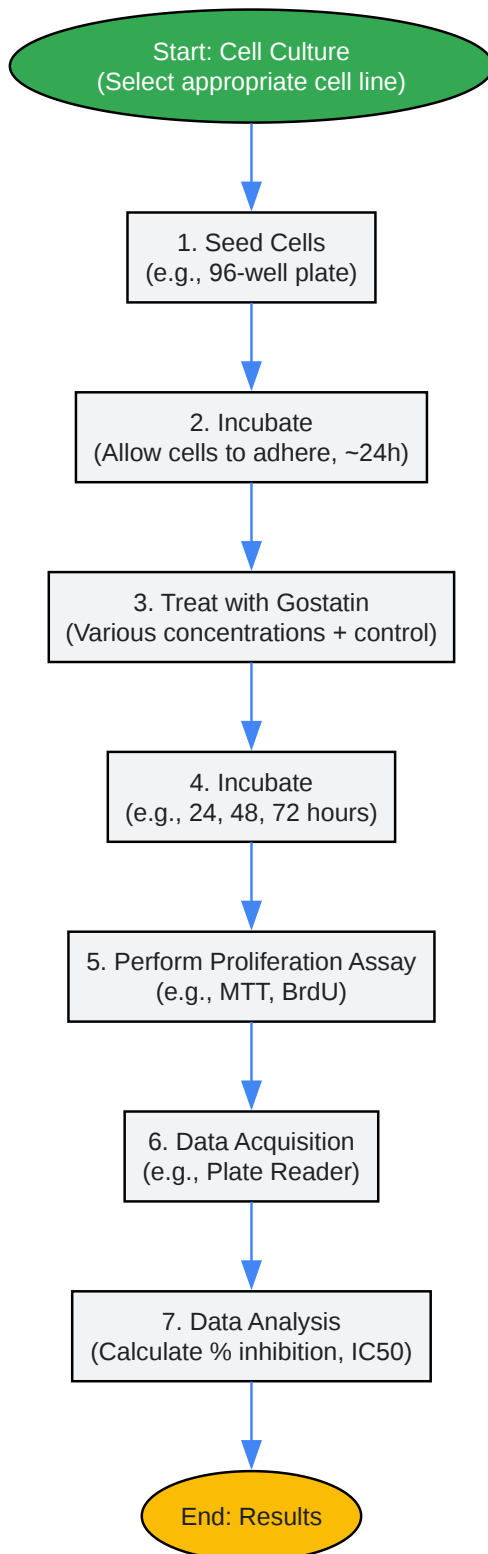 Start: Cell Culture
(Select appropriate cell line)
1. Seed Cells
(e.g., 96-well plate)
2. Incubate
(Allow cells to adhere, ~24h)
3. Treat with Gostatin
(Various concentrations + control)
4. Incubate
(e.g., 24, 48, 72 hours)
5. Perform Proliferation Assay
(e.g., MTT, BrdU)
6. Data Acquisition
(e.g., Plate Reader)
7. Data Analysis
(Calculate % inhibition, IC50)
End: Results